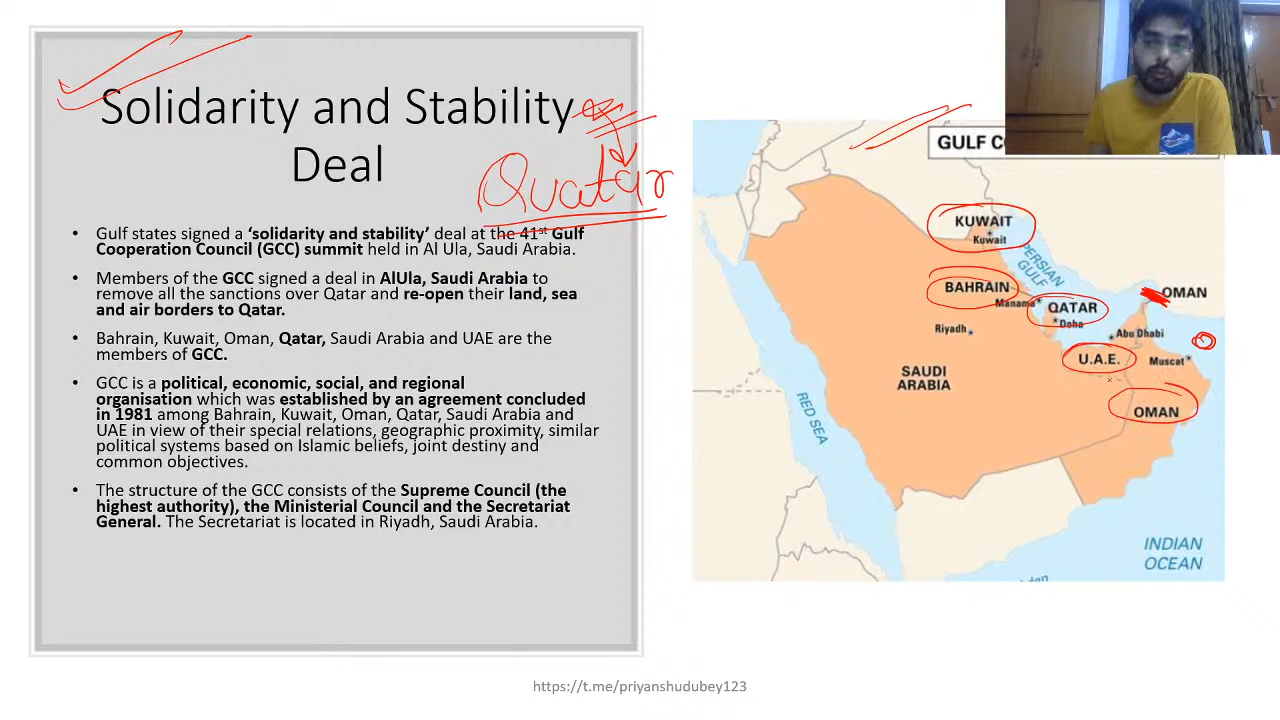 Solidarity and Stability
Deal
Quatar
• Gulf states signed a ‘solidarity and stability’ deal at the 41st Gulf
Cooperation Council (GCC) summit held in Al Ula, Saudi Arabia.
• Members of the GCC signed a deal in AlUla, Saudi Arabia to
remove all the sanctions over Qatar and re-open their land, sea
and air borders to Qatar.
• Bahrain, Kuwait, Oman, Qatar, Saudi Arabia and UAE are the
members of GCC.
• GCC is a political, economic, social, and regional
organisation which was established by an agreement concluded
in 1981 among Bahrain, Kuwait, Oman, Qatar, Saudi Arabia and
UAE in view of their special relations, geographic proximity, similar
political systems based on Islamic beliefs, joint destiny and
common objectives.
• The structure of the GCC consists of the Supreme Council (the
highest authority), the Ministerial Council and the Secretariat
General. The Secretariat is located in Riyadh, Saudi Arabia.
GULF
KUWAIT
Kuwait
PERSIAN
GULF
BAHRAIN
Manama
QATAR
Doha
OMAN
Riyadh
Abu Dhabi
U.A.E.
Muscat
SAUDI
ARABIA
OMAN
RED SEA
INDIAN
OCEAN
https://t.me/priyanshudubey123